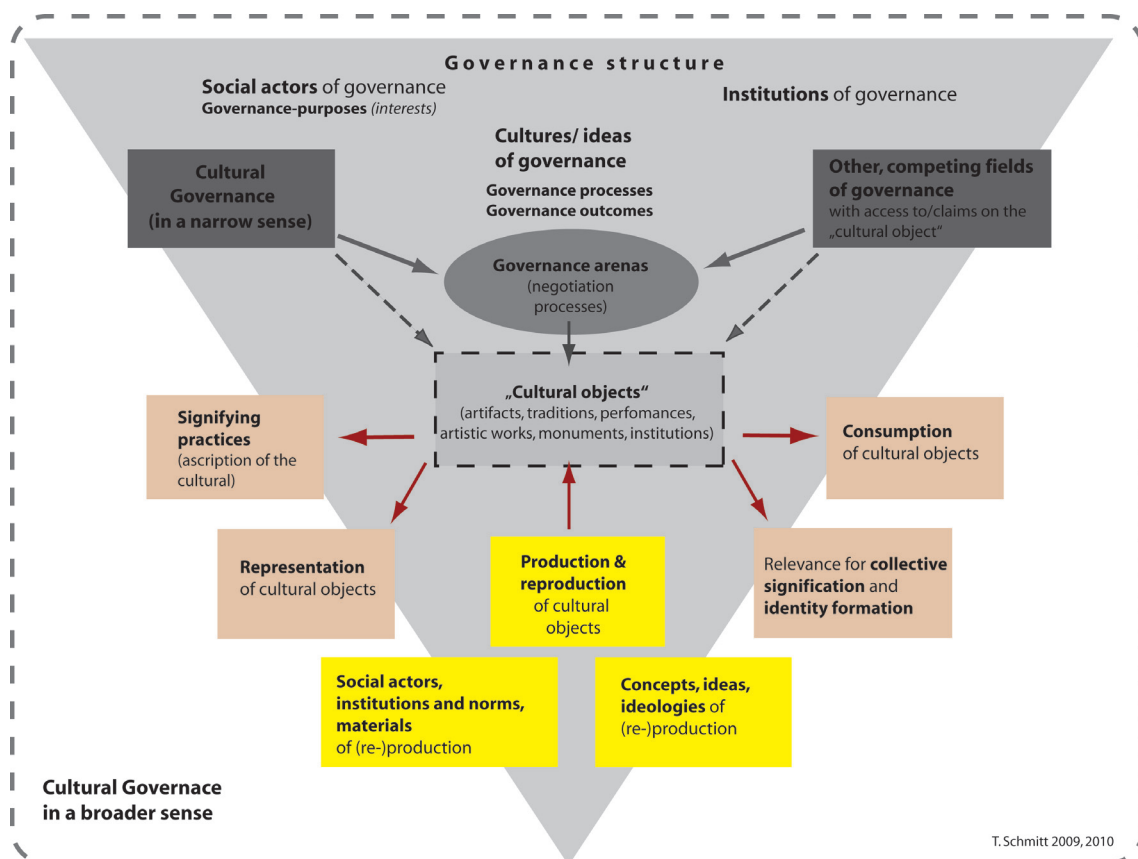 Governance structure
Social actors of governance
Governance-purposes (interests)
Institutions of governance
Cultures/ ideas
of governance
Governance processes
Governance outcomes
Cultural
Governance
(in a narrow sense)
Other, competing fields
of governance
with access to/claims on the
„cultural object“
Governance arenas
(negotiation
processes)
„Cultural objects“
(artifacts, traditions, perfomances,
artistic works, monuments, institutions)
Signifying
practices
(ascription of the
cultural)
Consumption
of cultural objects
Representation
of cultural objects
Production &
reproduction
of cultural
objects
Relevance for collective
signification and
identity formation
Social actors,
institutions and norms,
materials
of (re-)production
Concepts, ideas,
ideologies of
(re-)production
Cultural Governace
in a broader sense
T. Schmitt 2009, 2010